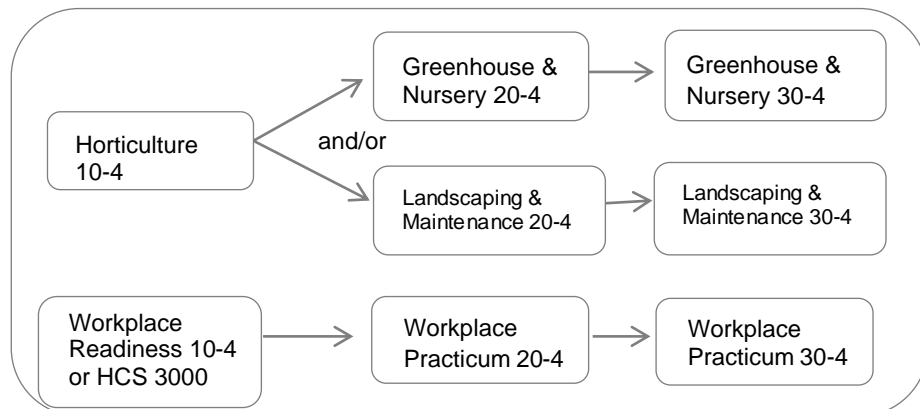 Greenhouse &
Nursery 20-4
Greenhouse &
Nursery 30-4
Horticulture
10-4
and/or
Landscaping &
Maintenance 20-4
Landscaping &
Maintenance 30-4
Workplace
Readiness 10-4
or HCS 3000
Workplace
Practicum 20-4
Workplace
Practicum 30-4